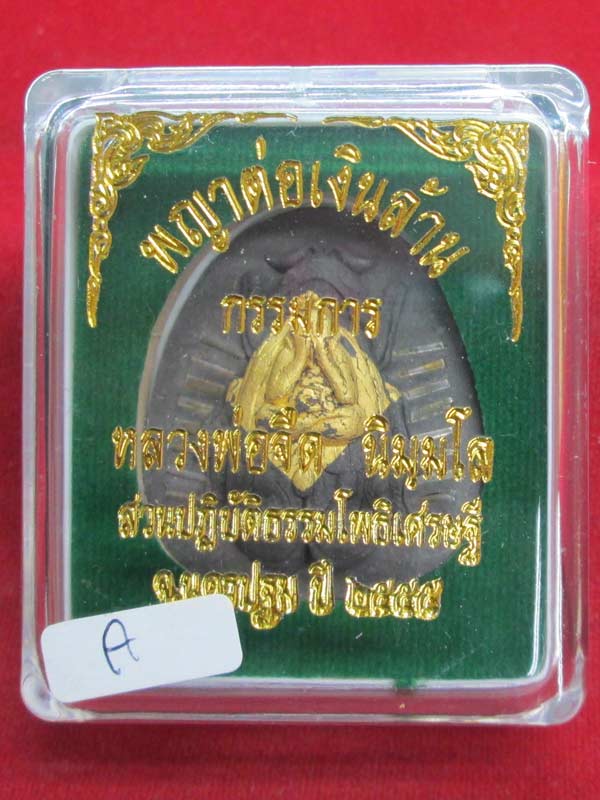 พญาต่อเงินล้าน
กรรมการ
หลวงพ่อจืด นิมฺมโล
ส่วนปฏิบัติธรรมโพธิเศรษฐี
จ.นครปฐม ปี ๒๕๕๕
A